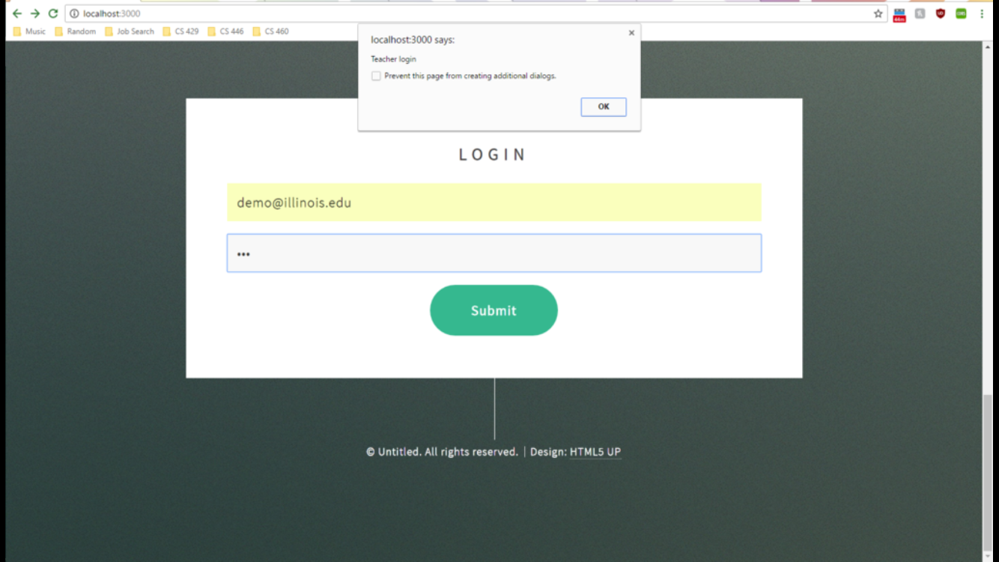 localhost:3000
44m
Music Random Job Search CS 429 CS 446 CS 460
localhost:3000 says:
Teacher login
Prevent this page from creating additional dialogs.
OK
LOGIN
demo@illinois.edu
•••
Submit
© Untitled. All rights reserved. | Design: HTML5 UP